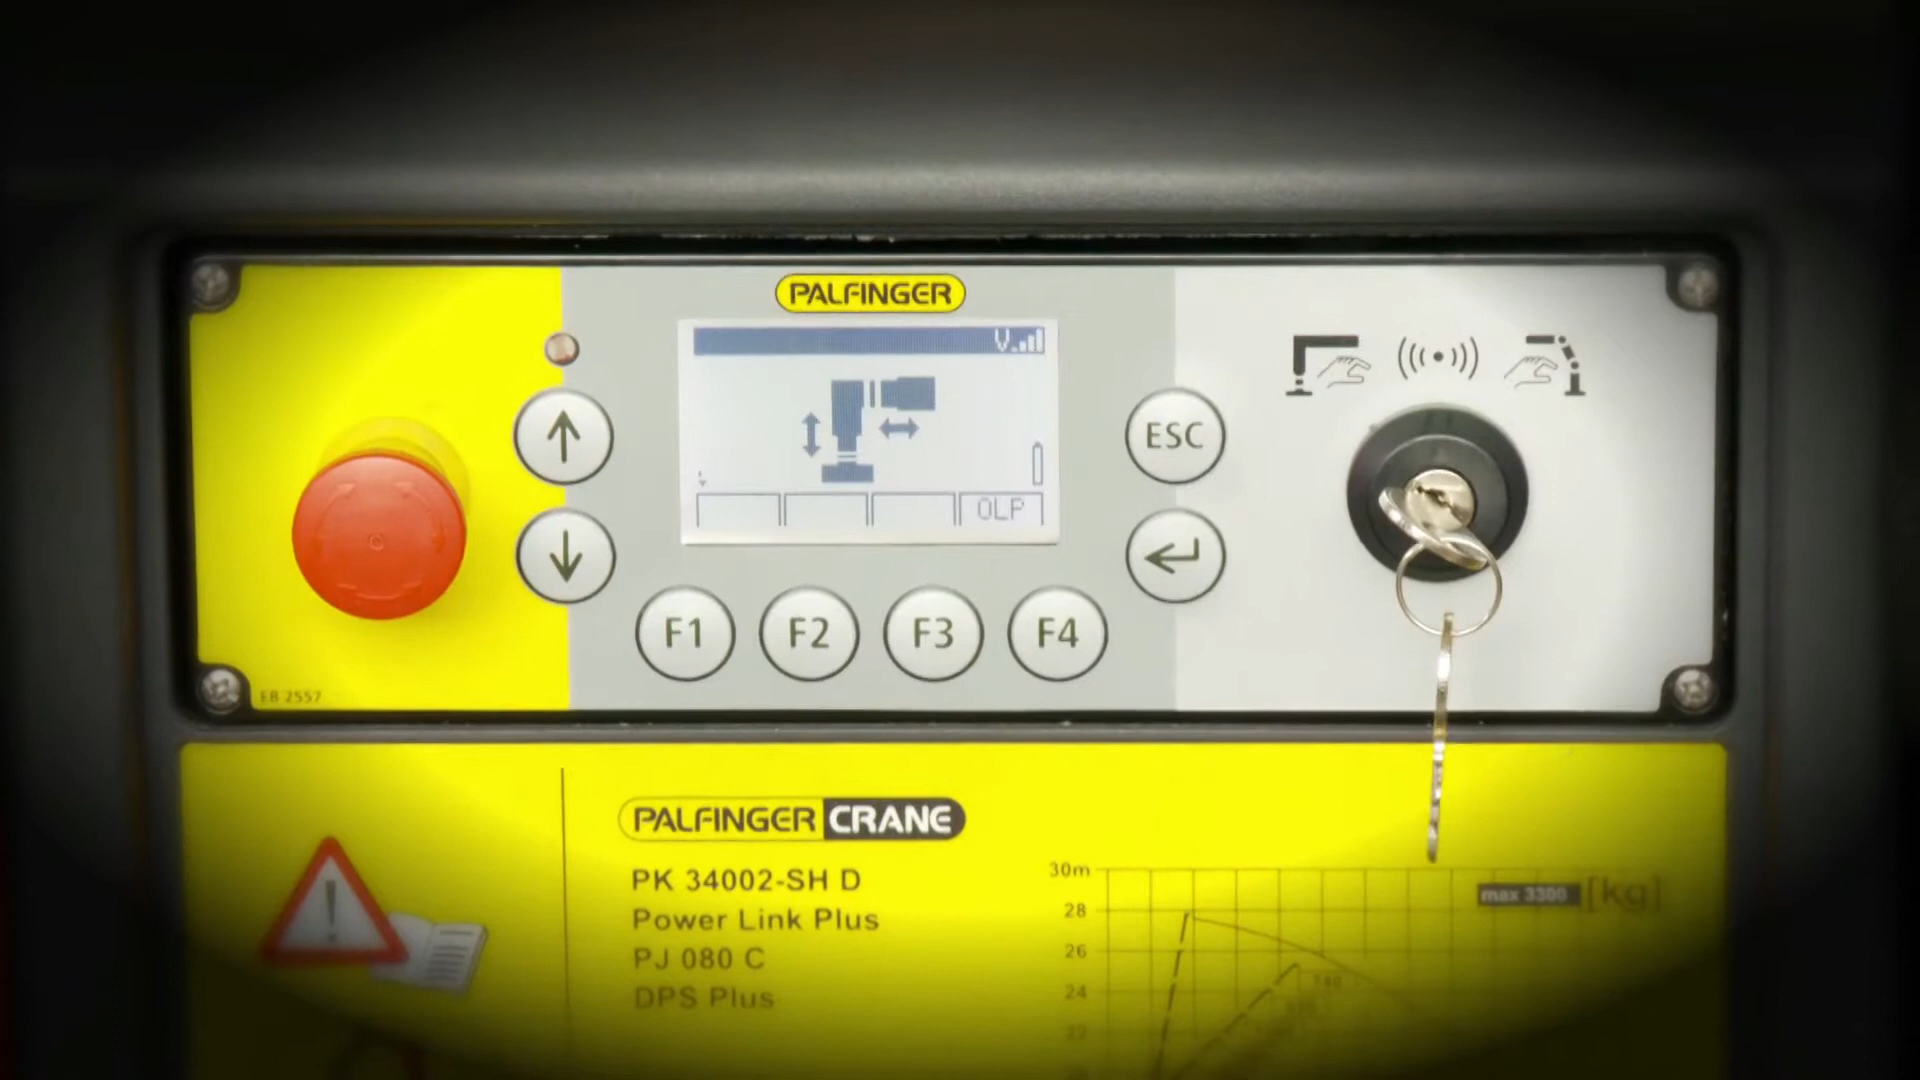 PALFINGER
V
OLP
ESC
F1 F2 F3 F4
EB 2557
PALFINGER CRANE
PK 34002-SH D
Power Link Plus
PJ 080 C
DPS Plus
30m
max 3300 [kg]
28
26
24
22